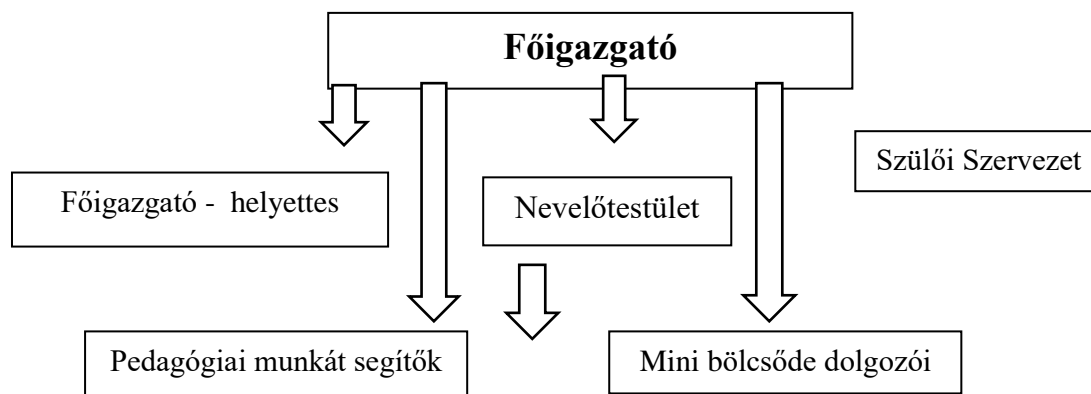 Főigazgató
Szülői Szervezet
Főigazgató - helyettes
Nevelőtestület
Pedagógiai munkát segítők
Mini bölcsőde dolgozói